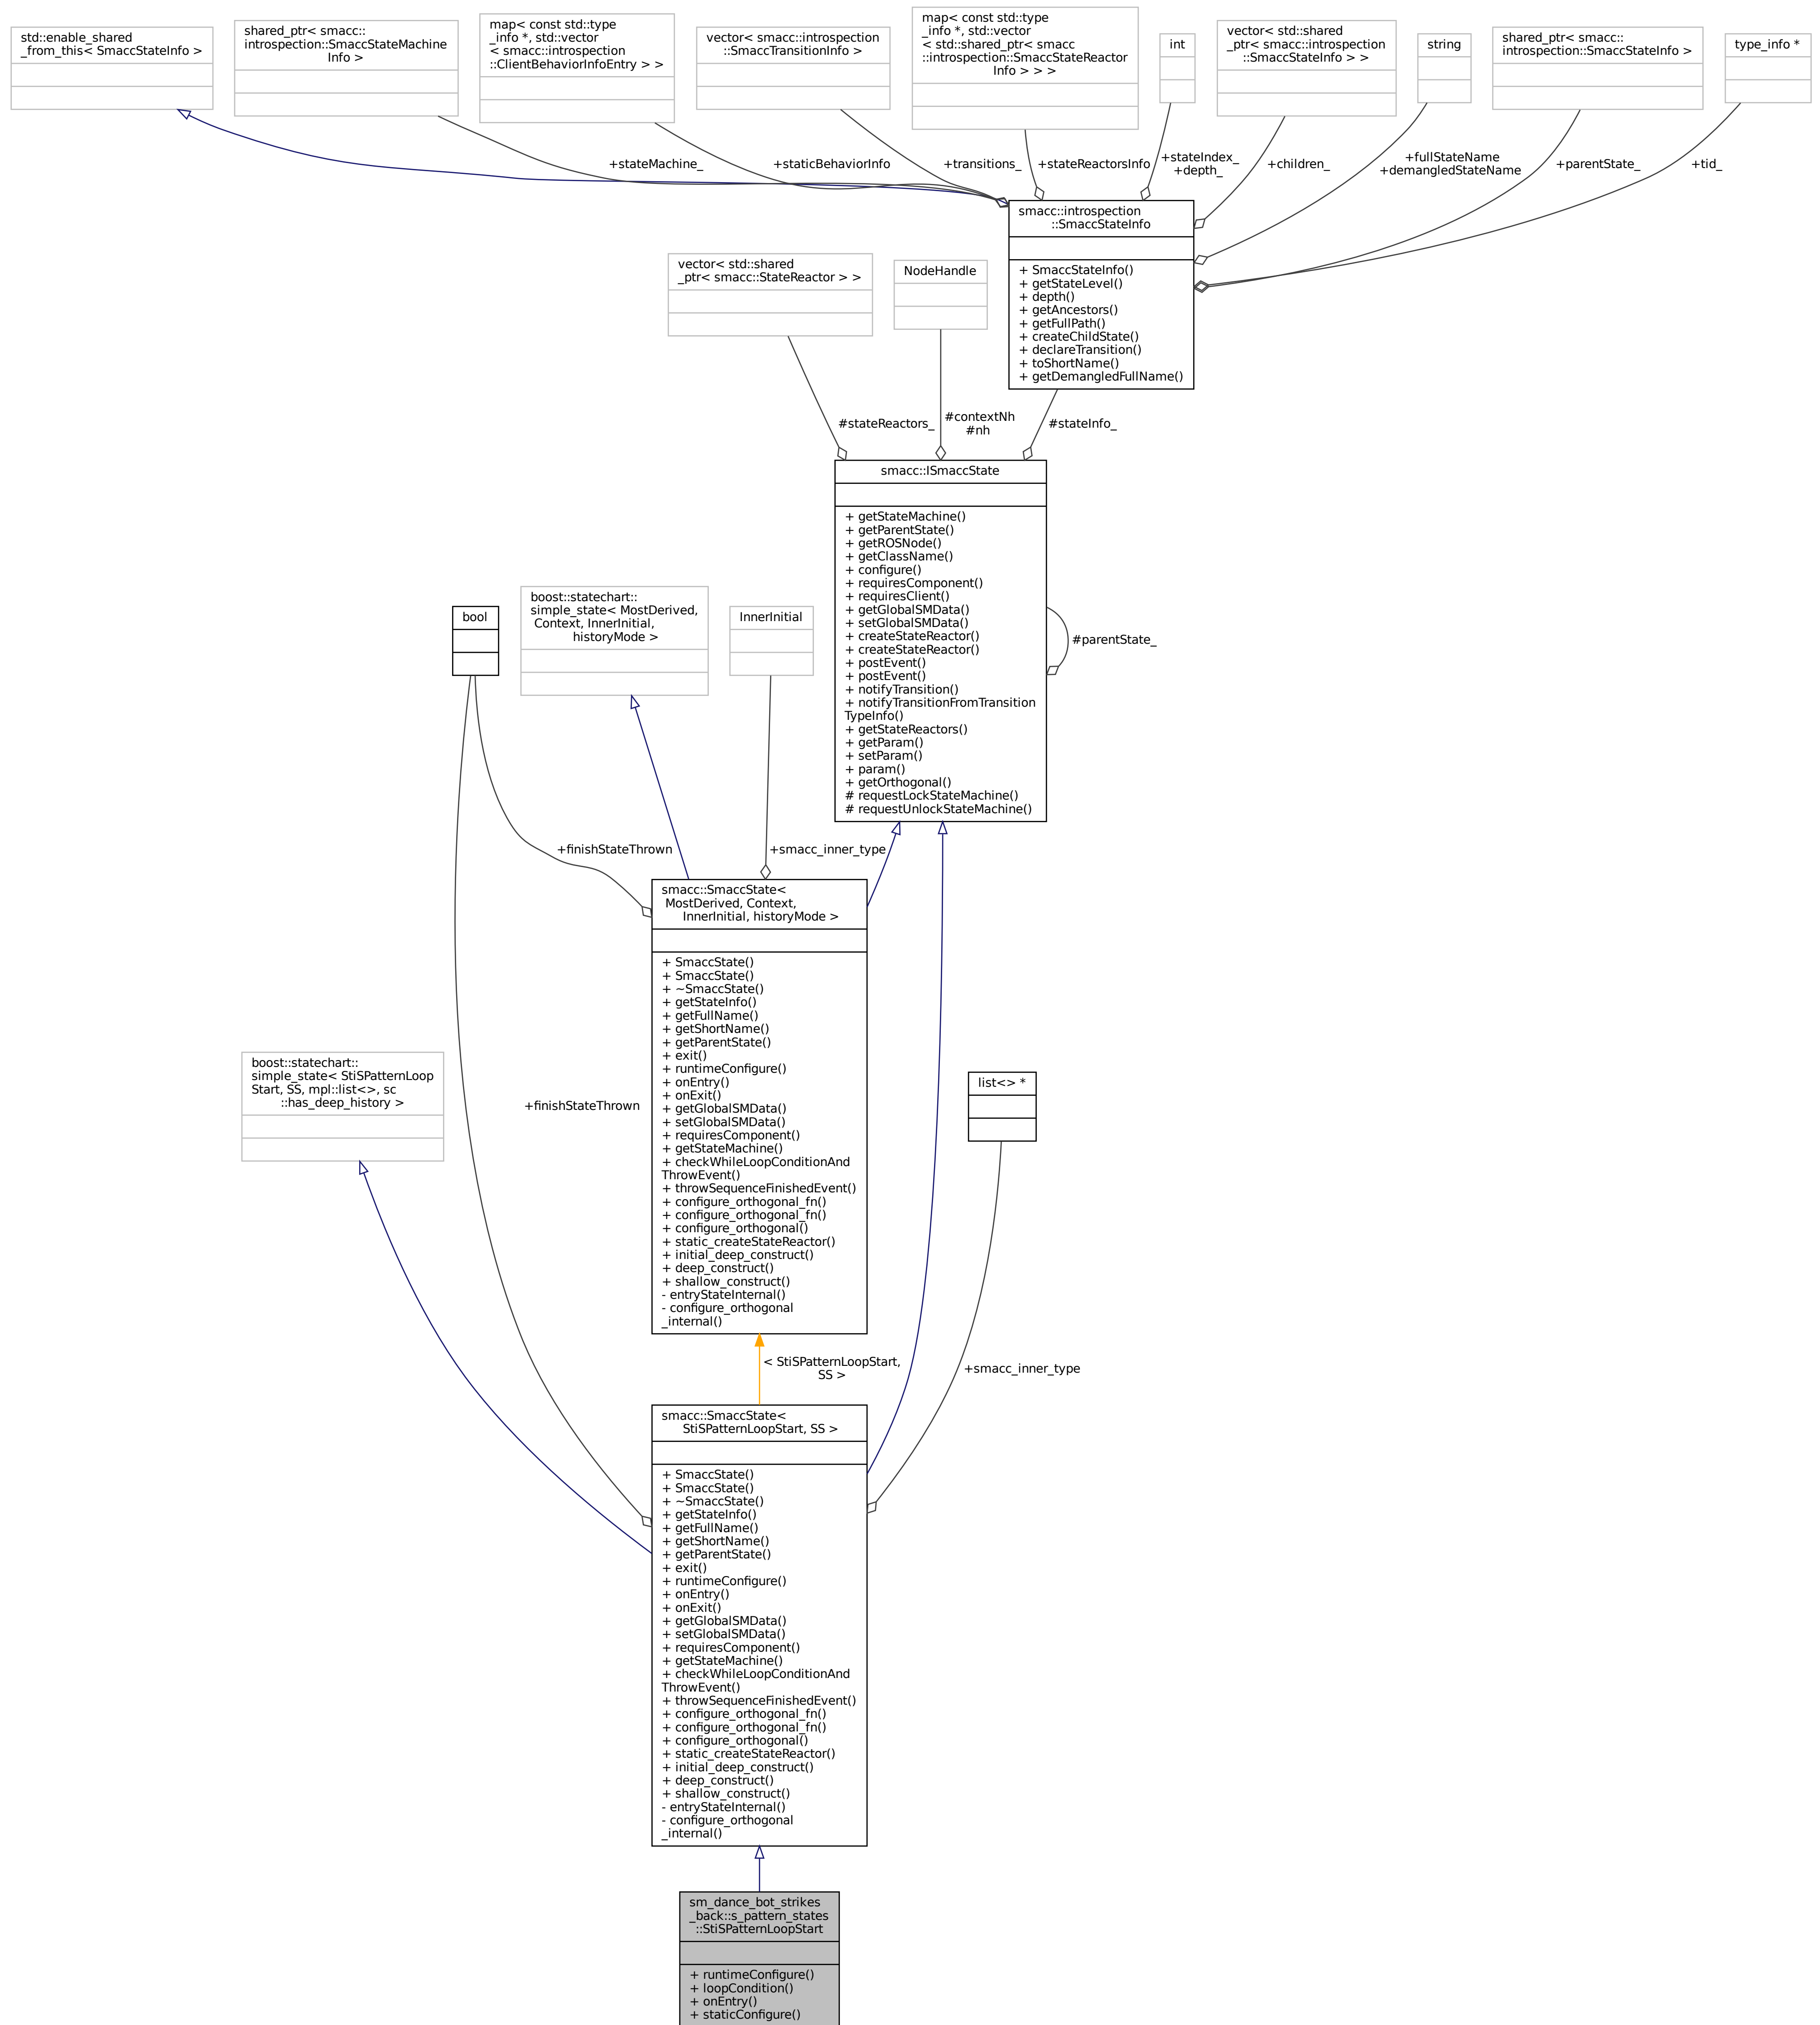 std::enable_shared
_from_this< SmaccStateInfo >
shared_ptr< smacc::
introspection::SmaccStateMachine
Info >
map< const std::type
_info *, std::vector
< smacc::introspection
::ClientBehaviorInfoEntry > >
vector< smacc::introspection
::SmaccTransitionInfo >
map< const std::type
_info *, std::vector
< std::shared_ptr< smacc
::introspection::SmaccStateReactor
Info > > >
int
vector< std::shared
_ptr< smacc::introspection
::SmaccStateInfo > >
string
shared_ptr< smacc::
introspection::SmaccStateInfo >
type_info *
+stateMachine_
+staticBehaviorInfo
+transitions_
+stateReactorsInfo
+stateIndex_
+depth_
+children_
+fullStateName
+demangledStateName
+parentState_
+tid_
smacc::introspection
::SmaccStateInfo
+ SmaccStateInfo()
+ getStateLevel()
+ depth()
+ getAncestors()
+ getFullPath()
+ createChildState()
+ declareTransition()
+ toShortName()
+ getDemangledFullName()
vector< std::shared
_ptr< smacc::StateReactor > >
NodeHandle
#stateReactors_
#contextNh
#nh
#stateInfo_
smacc::ISmaccState
+ getStateMachine()
+ getParentState()
+ getROSNode()
+ getClassName()
+ configure()
+ requiresComponent()
+ requiresClient()
+ getGlobalSMData()
+ setGlobalSMData()
+ createStateReactor()
+ createStateReactor()
+ postEvent()
+ postEvent()
+ notifyTransition()
+ notifyTransitionFromTransition
TypeInfo()
+ getStateReactors()
+ getParam()
+ setParam()
+ param()
+ getOrthogonal()
# requestLockStateMachine()
# requestUnlockStateMachine()
#parentState_
bool
boost::statechart::
simple_state< MostDerived,
Context, InnerInitial,
historyMode >
InnerInitial
+finishStateThrown
+smacc_inner_type
smacc::SmaccState<
MostDerived, Context,
InnerInitial, historyMode >
+ SmaccState()
+ SmaccState()
+ ~SmaccState()
+ getStateInfo()
+ getFullName()
+ getShortName()
+ getParentState()
+ exit()
+ runtimeConfigure()
+ onEntry()
+ onExit()
+ getGlobalSMData()
+ setGlobalSMData()
+ requiresComponent()
+ getStateMachine()
+ checkWhileLoopConditionAnd
ThrowEvent()
+ throwSequenceFinishedEvent()
+ configure_orthogonal_fn()
+ configure_orthogonal_fn()
+ configure_orthogonal()
+ static_createStateReactor()
+ initial_deep_construct()
+ deep_construct()
+ shallow_construct()
- entryStateInternal()
- configure_orthogonal
_internal()
boost::statechart::
simple_state< StiSPatternLoop
Start, SS, mpl::list<>, sc
::has_deep_history >
+finishStateThrown
list<> *
< StiSPatternLoopStart,
SS >
+smacc_inner_type
smacc::SmaccState<
StiSPatternLoopStart, SS >
+ SmaccState()
+ SmaccState()
+ ~SmaccState()
+ getStateInfo()
+ getFullName()
+ getShortName()
+ getParentState()
+ exit()
+ runtimeConfigure()
+ onEntry()
+ onExit()
+ getGlobalSMData()
+ setGlobalSMData()
+ requiresComponent()
+ getStateMachine()
+ checkWhileLoopConditionAnd
ThrowEvent()
+ throwSequenceFinishedEvent()
+ configure_orthogonal_fn()
+ configure_orthogonal_fn()
+ configure_orthogonal()
+ static_createStateReactor()
+ initial_deep_construct()
+ deep_construct()
+ shallow_construct()
- entryStateInternal()
- configure_orthogonal
_internal()
sm_dance_bot_strikes
_back::s_pattern_states
::StiSPatternLoopStart
+ runtimeConfigure()
+ loopCondition()
+ onEntry()
+ staticConfigure()